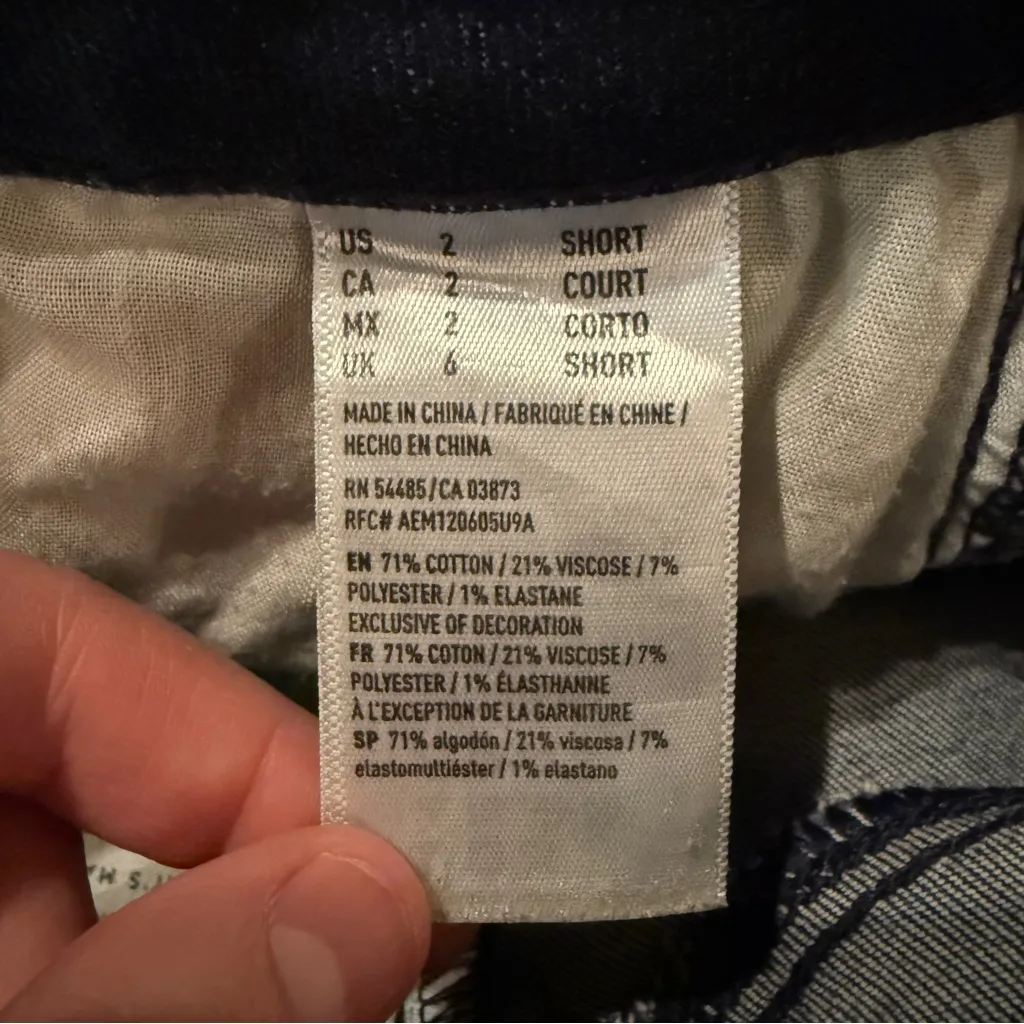 US 2 SHORT
CA 2 COURT
MX 2 CORTO
UK 6 SHORT
MADE IN CHINA / FABRIQUÉ EN CHINE /
HECHO EN CHINA
RN 54485/CA 03873
RFC# AEM120605U9A
EN 71% COTTON / 21% VISCOSE / 7%
POLYESTER / 1% ELASTANE
EXCLUSIVE OF DECORATION
FR 71% COTON / 21% VISCOSE / 7%
POLYESTER / 1% ÉLASTHANNE
À L'EXCEPTION DE LA GARNITURE
SP 71% algodón / 21% viscosa / 7%
elastomultiéster / 1% elastano